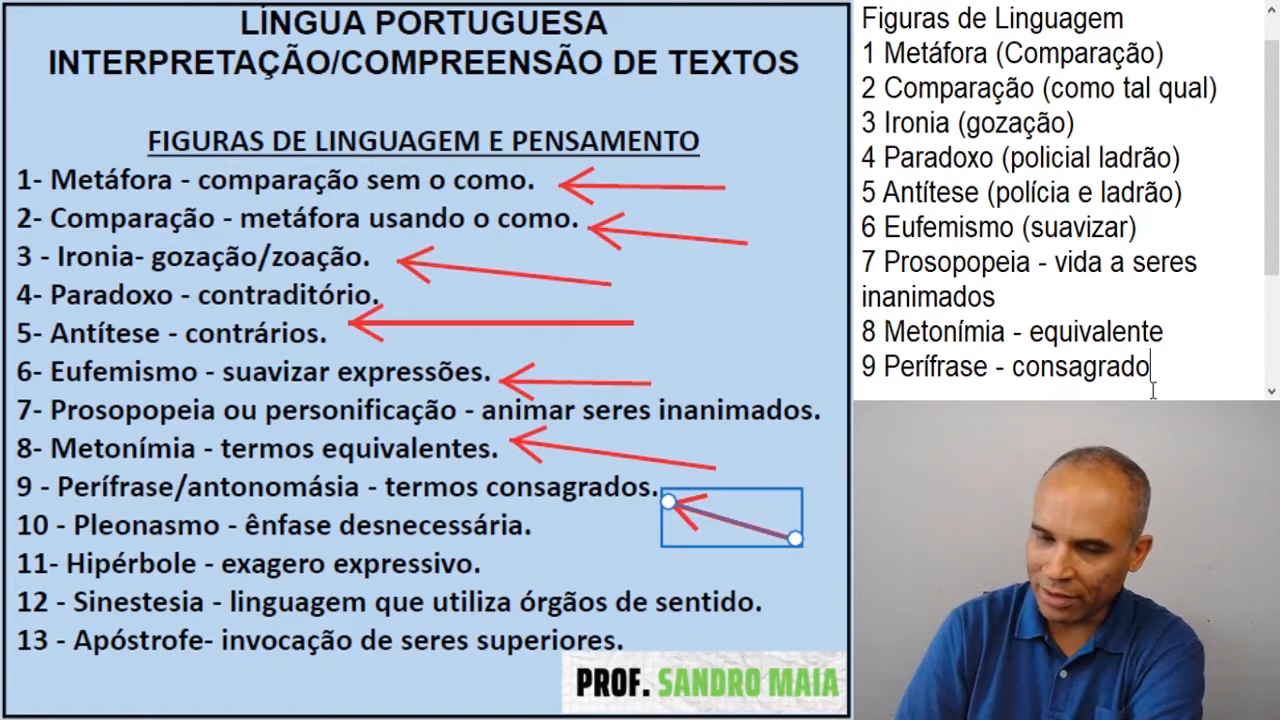 LÍNGUA PORTUGUESA
INTERPRETAÇÃO/COMPREENSÃO DE TEXTOS
FIGURAS DE LINGUAGEM E PENSAMENTO
1- Metáfora - comparação sem o como.
2- Comparação - metáfora usando o como.
3 - Ironia- gozação/zoação.
4- Paradoxo - contraditório.
5- Antítese - contrários.
6- Eufemismo - suavizar expressões.
7- Prosopopeia ou personificação - animar seres inanimados.
8- Metonímia - termos equivalentes.
9 - Perífrase/antonomásia - termos consagrados.
10 - Pleonasmo - ênfase desnecessária.
11- Hipérbole - exagero expressivo.
12 - Sinestesia - linguagem que utiliza órgãos de sentido.
13 - Apóstrofe- invocação de seres superiores.
PROF. SANDRO MAIA
Figuras de Linguagem
1 Metáfora (Comparação)
2 Comparação (como tal qual)
3 Ironia (gozação)
4 Paradoxo (policial ladrão)
5 Antítese (polícia e ladrão)
6 Eufemismo (suavizar)
7 Prosopopeia - vida a seres
inanimados
8 Metonímia - equivalente
9 Perífrase - consagrado